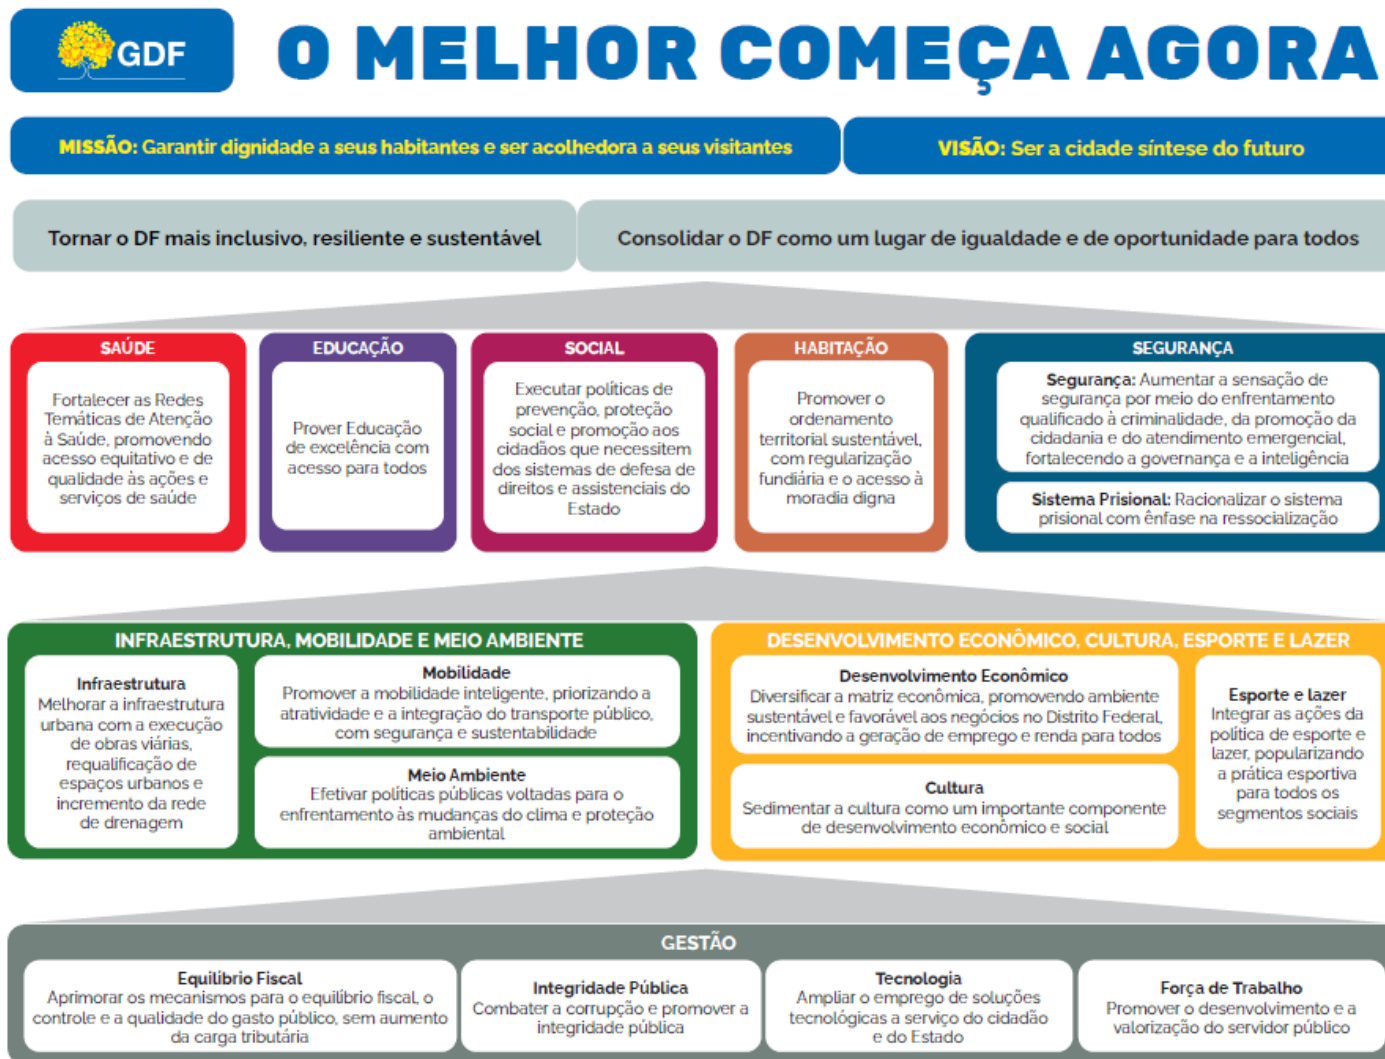 GDF
O MELHOR COMEÇA AGORA
MISSÃO: Garantir dignidade a seus habitantes e ser acolhedora a seus visitantes
VISÃO: Ser a cidade síntese do futuro
Tornar o DF mais inclusivo, resiliente e sustentável
Consolidar o DF como um lugar de igualdade e de oportunidade para todos
SAÚDE
Fortalecer as Redes
Temáticas de Atenção
à Saúde, promovendo
acesso equitativo e de
qualidade às ações e
serviços de saúde
EDUCAÇÃO
Prover Educação
de excelência com
acesso para todos
SOCIAL
Executar políticas de
prevenção, proteção
social e promoção aos
cidadãos que necessitem
dos sistemas de defesa de
direitos e assistenciais do
Estado
HABITAÇÃO
Promover o
ordenamento
territorial sustentável,
com regularização
fundiária e o acesso à
moradia digna
SEGURANÇA
Segurança: Aumentar a sensação de
segurança por meio do enfrentamento
qualificado à criminalidade, da promoção da
cidadania e do atendimento emergencial,
fortalecendo a governança e a inteligência
Sistema Prisional: Racionalizar o sistema
prisional com ênfase na ressocialização
INFRAESTRUTURA, MOBILIDADE E MEIO AMBIENTE
Infraestrutura
Melhorar a infraestrutura
urbana com a execução
de obras viárias,
requalificação de
espaços urbanos e
incremento da rede
de drenagem
Mobilidade
Promover a mobilidade inteligente, priorizando a
atratividade e a integração do transporte público,
com segurança e sustentabilidade
Meio Ambiente
Efetivar políticas públicas voltadas para o
enfrentamento às mudanças do clima e proteção
ambiental
DESENVOLVIMENTO ECONÔMICO, CULTURA, ESPORTE E LAZER
Desenvolvimento Econômico
Diversificar a matriz econômica, promovendo ambiente
sustentável e favorável aos negócios no Distrito Federal,
incentivando a geração de emprego e renda para todos
Cultura
Sedimentar a cultura como um importante componente
de desenvolvimento econômico e social
Esporte e lazer
Integrar as ações da
política de esporte e
lazer, popularizando
a prática esportiva
para todos os
segmentos sociais
GESTÃO
Equilíbrio Fiscal
Aprimorar os mecanismos para o equilíbrio fiscal, o
controle e a qualidade do gasto público, sem aumento
da carga tributária
Integridade Pública
Combater a corrupção e promover a
integridade pública
Tecnologia
Ampliar o emprego de soluções
tecnológicas a serviço do cidadão
e do Estado
Força de Trabalho
Promover o desenvolvimento e a
valorização do servidor público